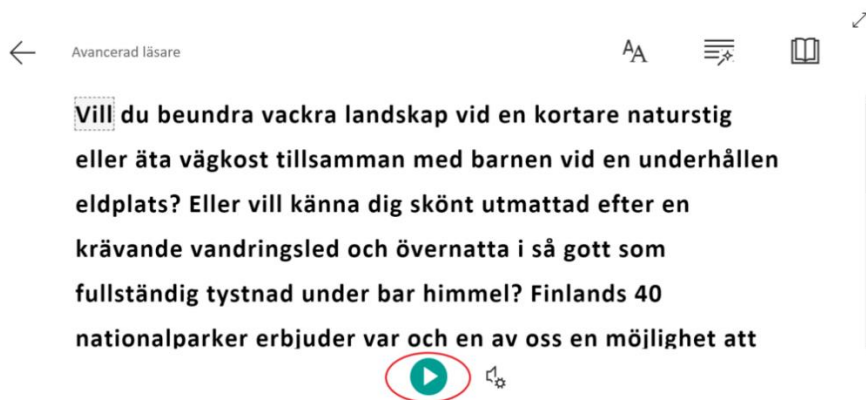 Avancerad läsare
Vill du beundra vackra landskap vid en kortare naturstig
eller äta vägkost tillsamman med barnen vid en underhållen
eldplats? Eller vill känna dig skönt utmattad efter en
krävande vandringsled och övernatta i så gott som
fullständig tystnad under bar himmel? Finlands 40
nationalparker erbjuder var och en av oss en möjlighet att